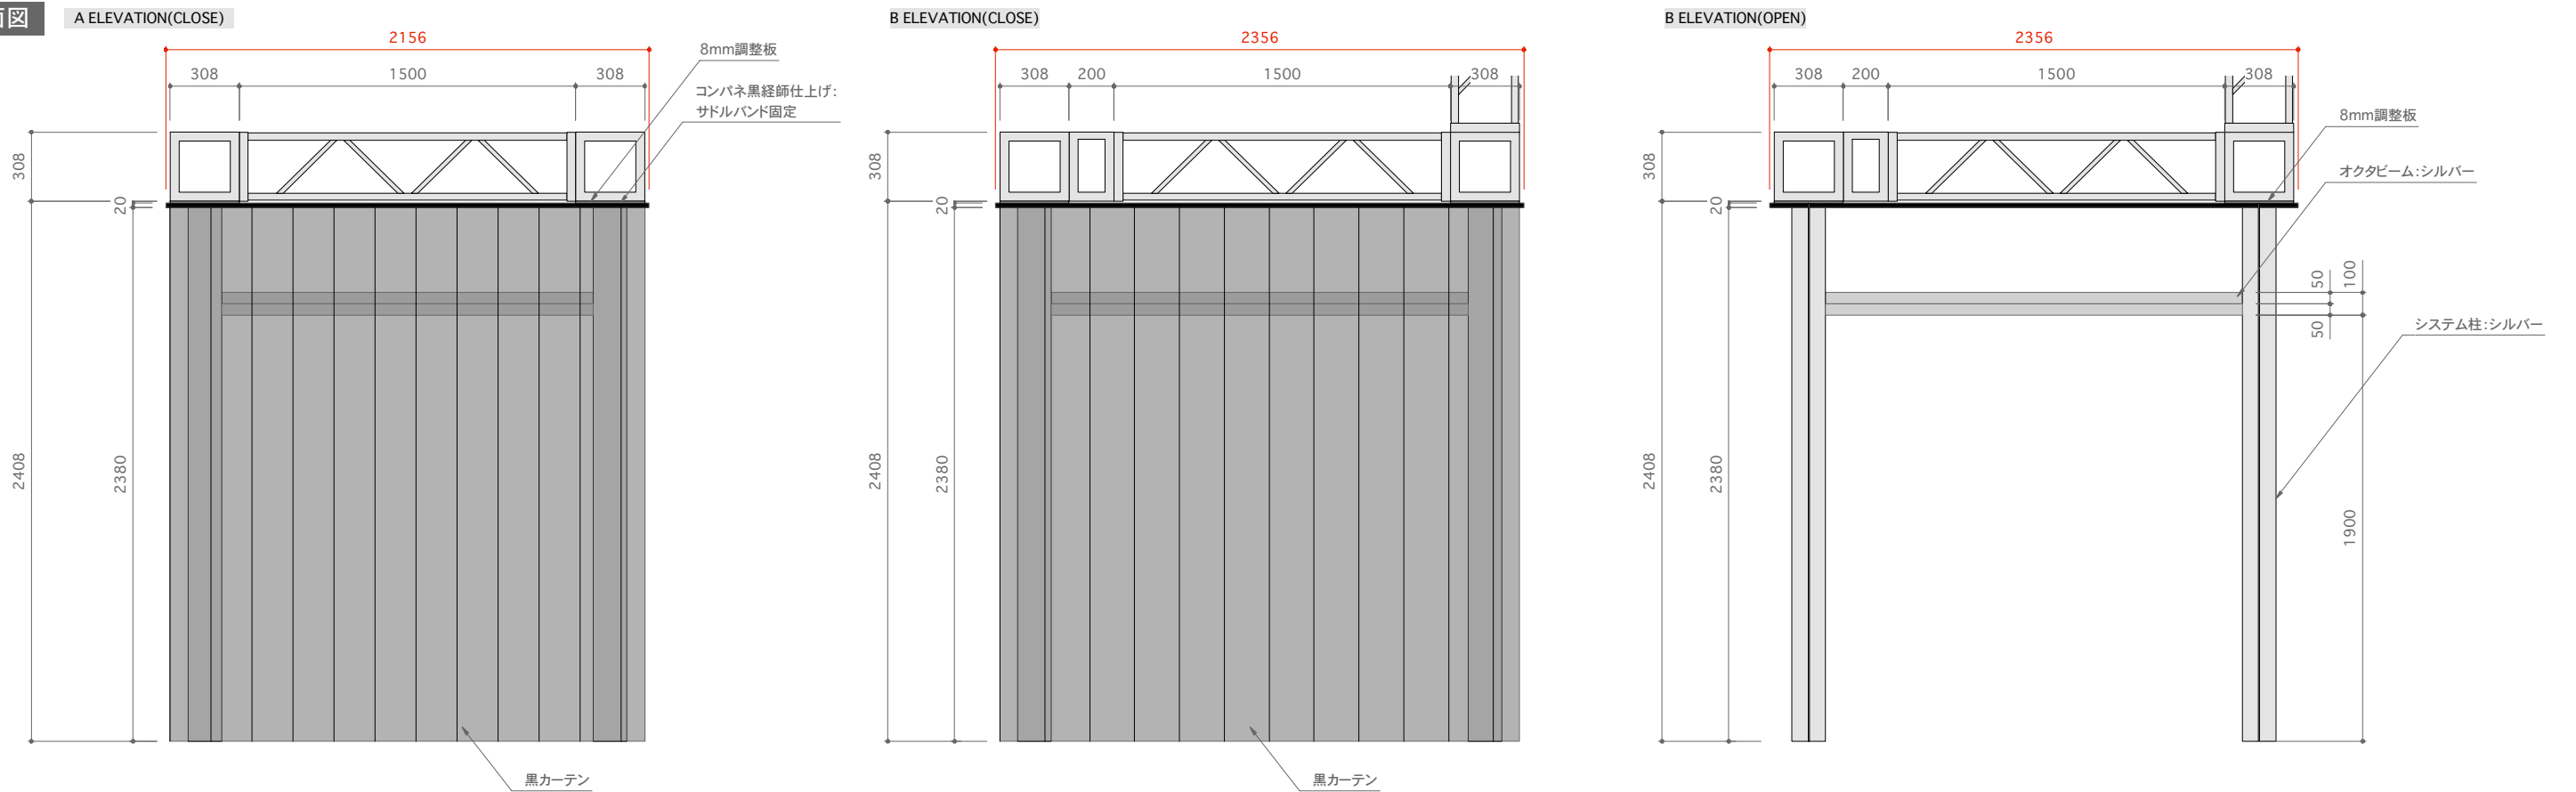 面図
A ELEVATION(CLOSE)
2156
308
1500
308
8mm調整板
コンパネ黒経師仕上げ：
サドルバンド固定
308
20
2408
2380
黒カーテン
B ELEVATION(CLOSE)
2356
308
200
1500
308
308
20
2408
2380
黒カーテン
B ELEVATION(OPEN)
2356
308
200
1500
308
8mm調整板
オクタビーム：シルバー
システム柱：シルバー
308
20
2408
2380
50
100
50
1900